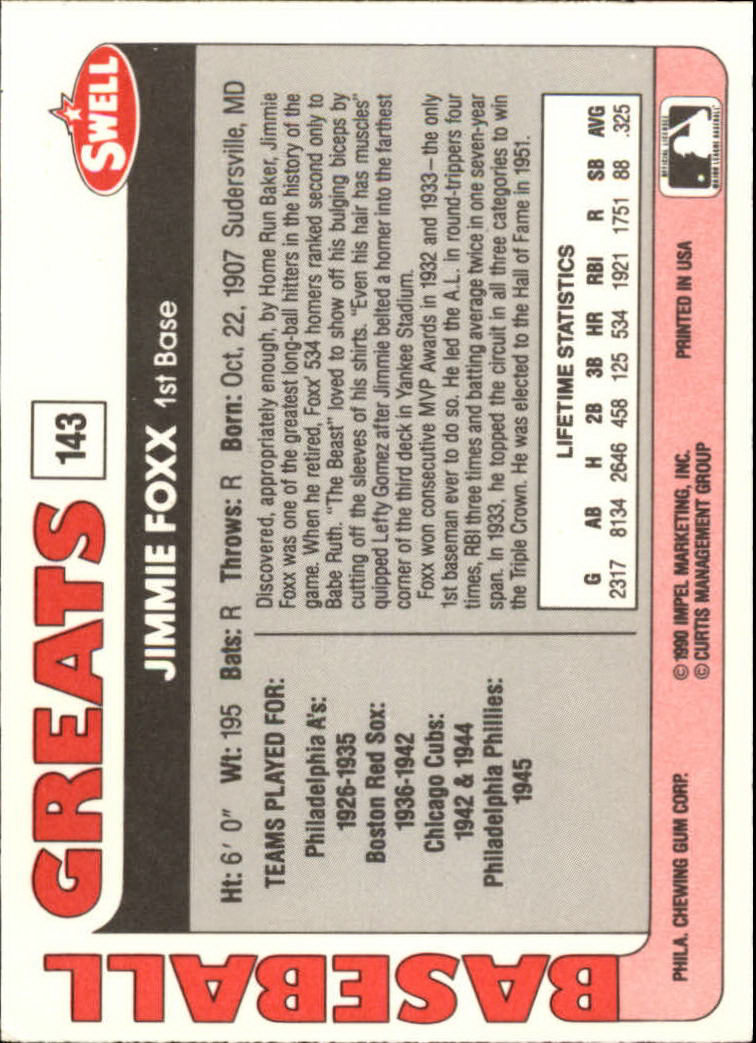 BASEBALL
GREATS
143
SWELL
JIMMIE FOXX 1st Base
Ht: 6' 0" Wt: 195 Bats: R Throws: R Born: Oct, 22, 1907 Sudersville, MD
TEAMS PLAYED FOR:
Philadelphia A's:
1926-1935
Boston Red Sox:
1936-1942
Chicago Cubs:
1942 & 1944
Philadelphia Phillies:
1945
Discovered, appropriately enough, by Home Run Baker, Jimmie
Foxx was one of the greatest long-ball hitters in the history of the
game. When he retired, Foxx' 534 homers ranked second only to
Babe Ruth. "The Beast" loved to show off his bulging biceps by
cutting off the sleeves of his shirts. "Even his hair has muscles"
quipped Lefty Gomez after Jimmie belted a homer into the farthest
corner of the third deck in Yankee Stadium.
Foxx won consecutive MVP Awards in 1932 and 1933—the only
1st baseman ever to do so. He led the A.L. in round-trippers four
times, RBI three times and batting average twice in one seven-year
span. In 1933, he topped the circuit in all three categories to win
the Triple Crown. He was elected to the Hall of Fame in 1951.
LIFETIME STATISTICS
G AB H 2B 3B HR RBI R SB AVG
2317 8134 2646 458 125 534 1921 1751 88 .325
PHILA. CHEWING GUM CORP.
© 1990 IMPEL MARKETING, INC.
© CURTIS MANAGEMENT GROUP
PRINTED IN USA
OFFICIAL LICENSEE
MAJOR LEAGUE BASEBALL